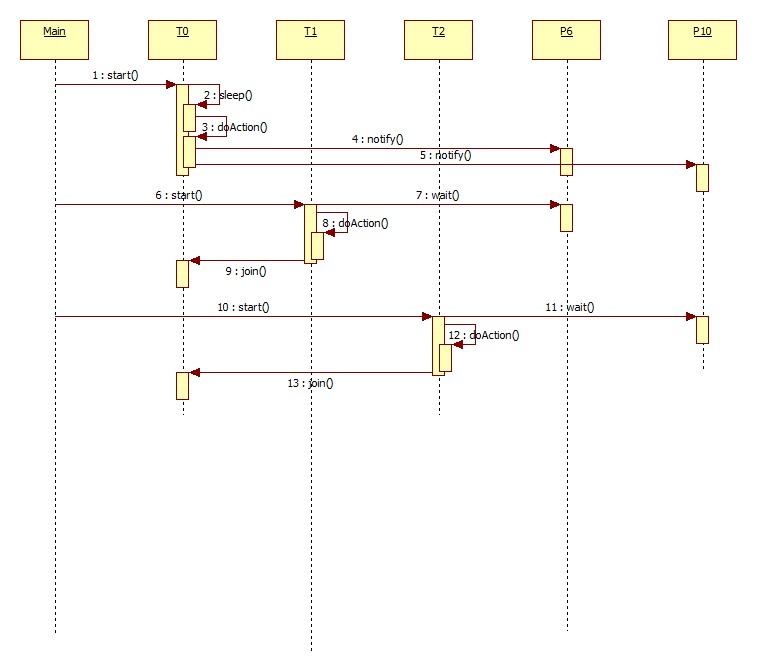 Main
T0
T1
T2
P6
P10
1 : start()
2 : sleep()
3 : doAction()
4 : notify()
5 : notify()
6 : start()
7 : wait()
8 : doAction()
9 : join()
10 : start()
11 : wait()
12 : doAction()
13 : join()